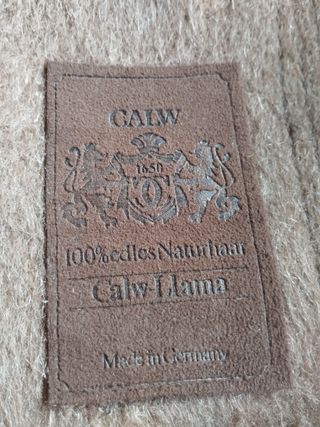 CALW
1650
100% edles Naturhaar
Calw-Llama
Made in Germany